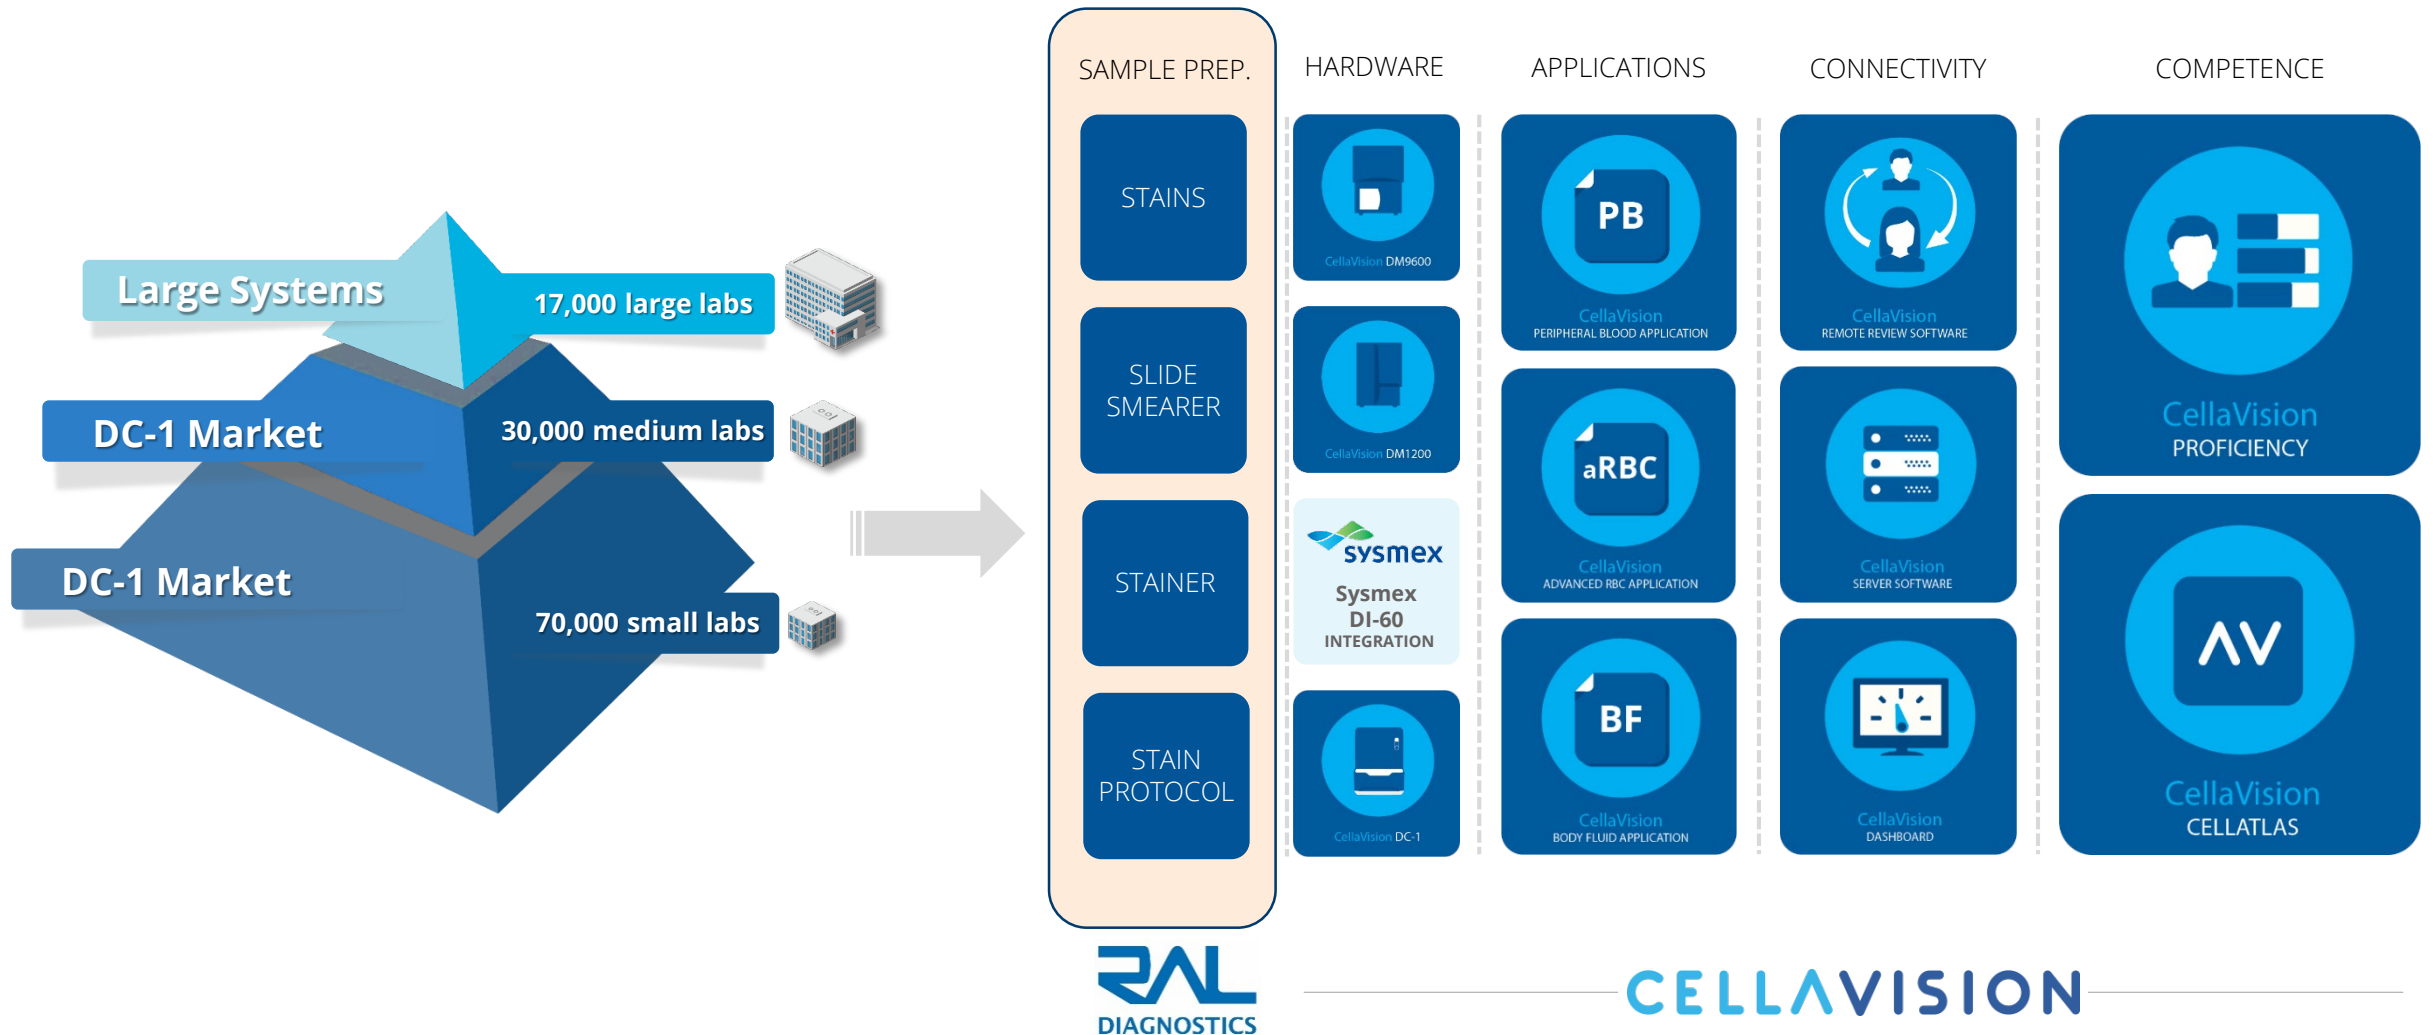 Large Systems
17,000 large labs
DC-1 Market
30,000 medium labs
DC-1 Market
70,000 small labs
SAMPLE PREP.
STAINS
SLIDE
SMEARER
STAINER
STAIN
PROTOCOL
RAL
DIAGNOSTICS
HARDWARE
CellaVision DM9600
CellaVision DM1200
sysmex
Sysmex
DI-60
INTEGRATION
CellaVision DC-1
APPLICATIONS
PB
CellaVision
PERIPHERAL BLOOD APPLICATION
aRBC
CellaVision
ADVANCED RBC APPLICATION
BF
CellaVision
BODY FLUID APPLICATION
CONNECTIVITY
CellaVision
REMOTE REVIEW SOFTWARE
CellaVision
SERVER SOFTWARE
CellaVision
DASHBOARD
COMPETENCE
CellaVision
PROFICIENCY
CellaVision
CELLATLAS
CELLAVISION